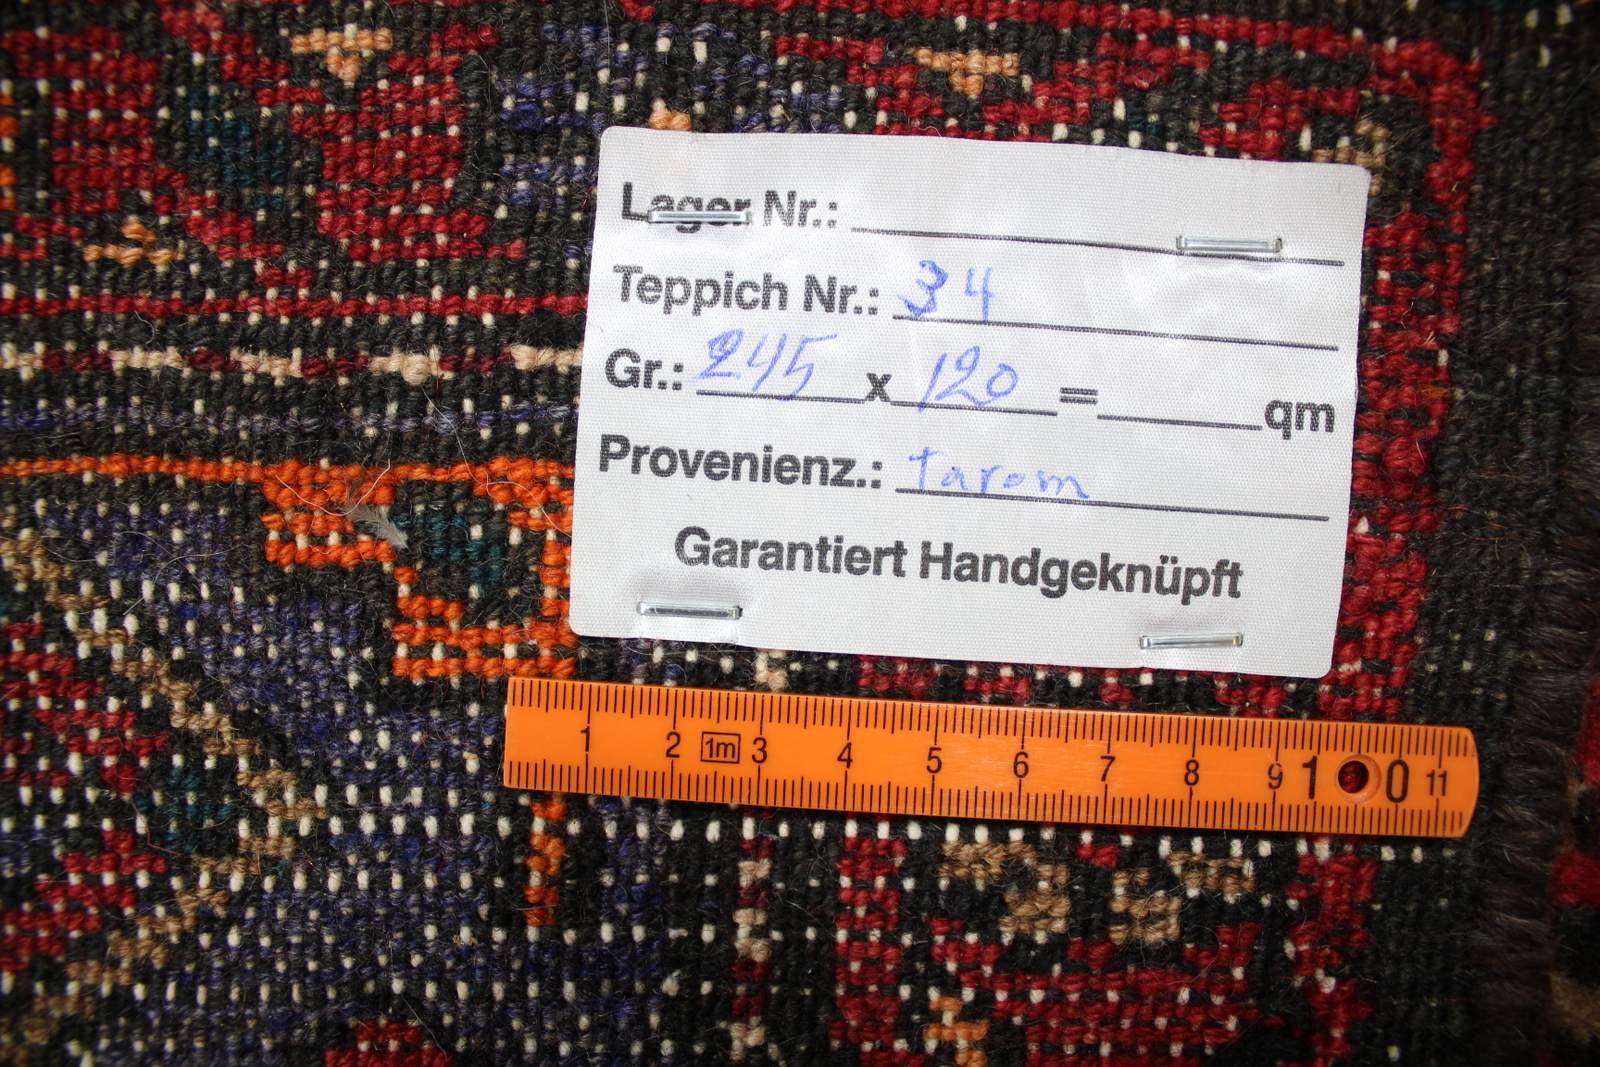 Lager Nr.:
Teppich Nr.: 34
Gr.: 245 x 120 = qm
Provenienz.: tarom
Garantiert Handgeknüpft
1 2 1m 3 4 5 6 7 8 9 10 11